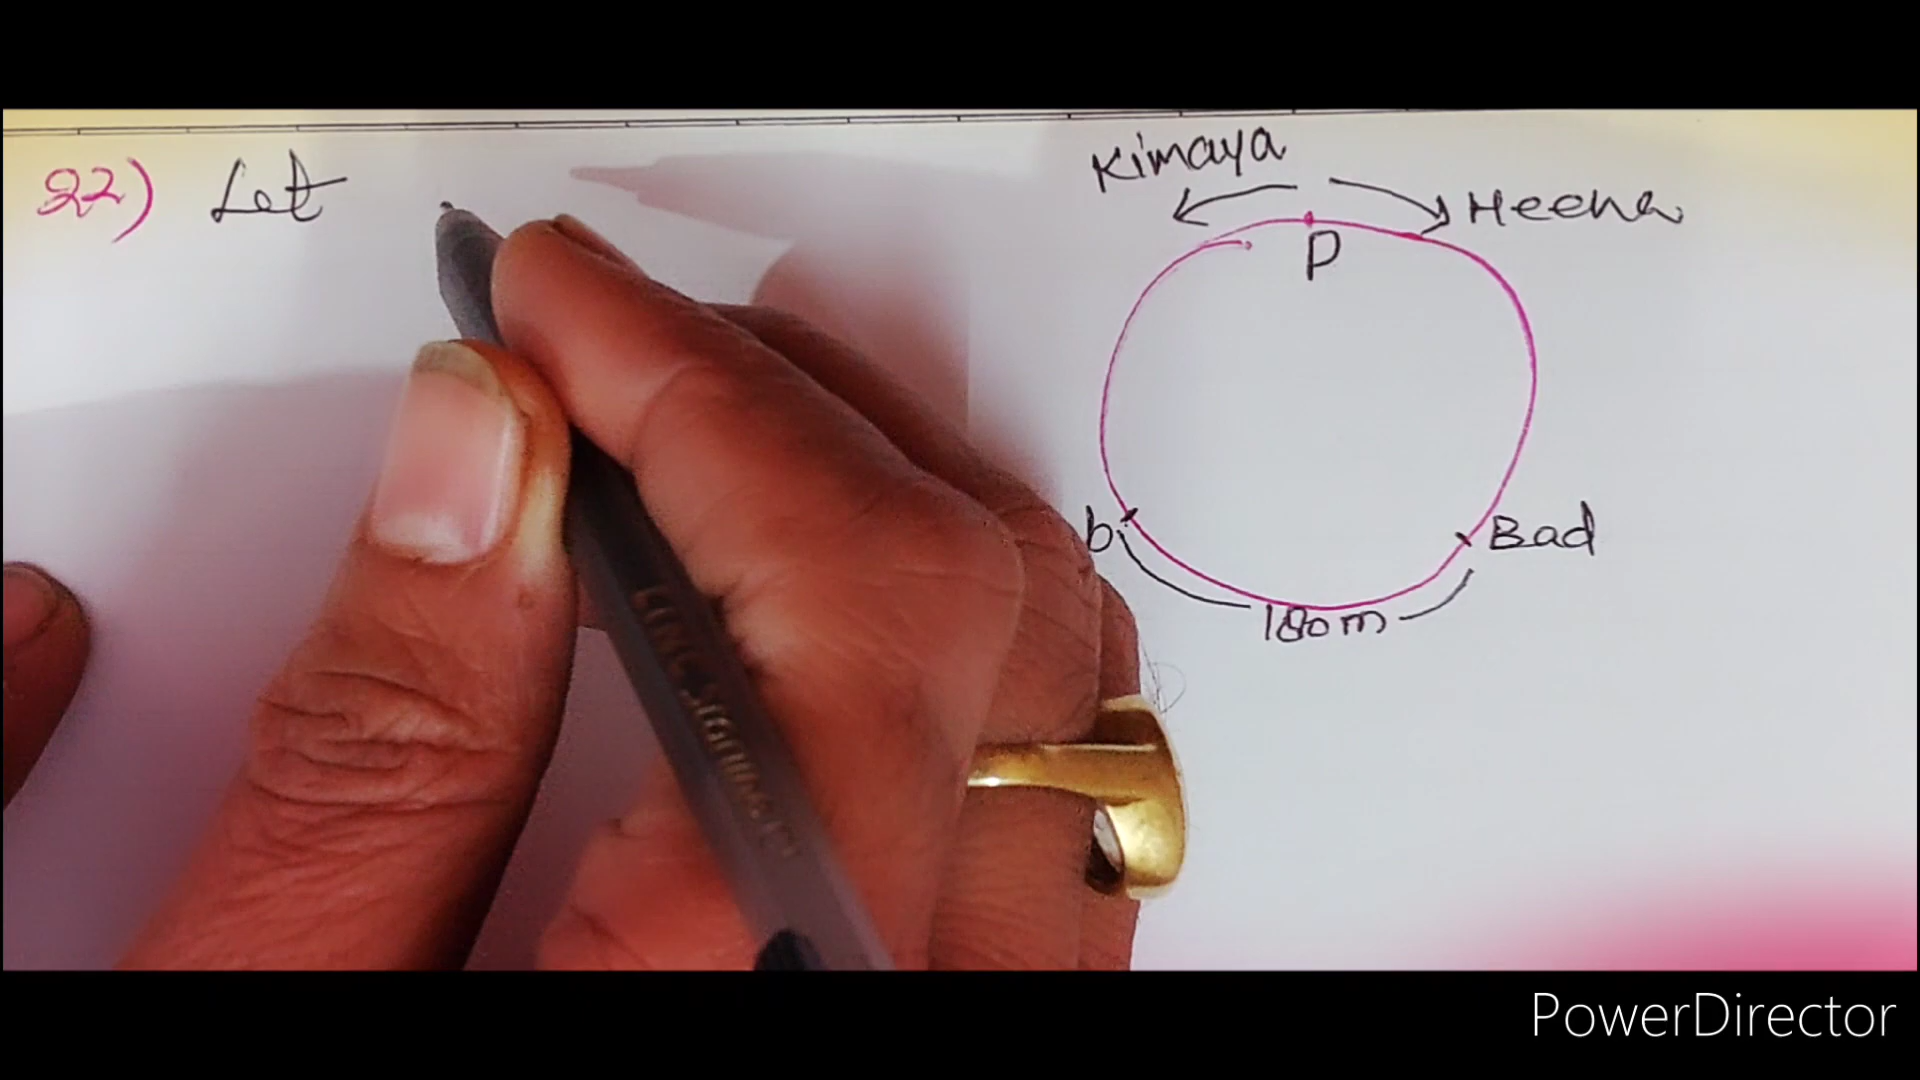 Kimaya
22) Let
Heena
P
b
Bad
180m
PowerDirector